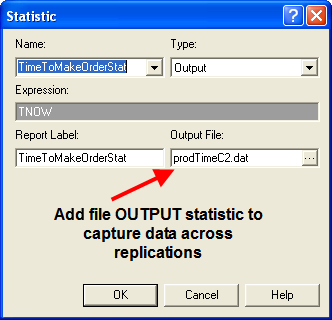 Statistic
Name: Type:
TimeToMakeOrderStat Output
Expression:
TNOW
Report Label: Output File:
TimeToMakeOrderStat prodTimeC2.dat ...
Add file OUTPUT statistic to
capture data across
replications
OK Cancel Help